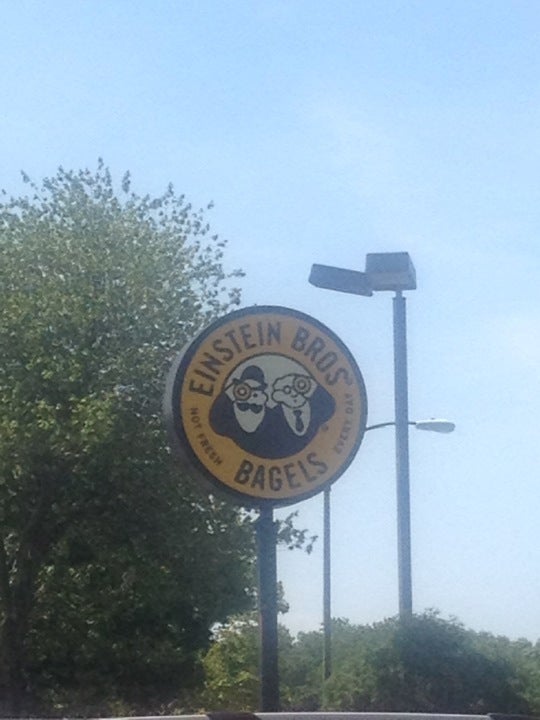 EINSTEIN BROS
BAGELS
HOT FRESH
EVERY DAY